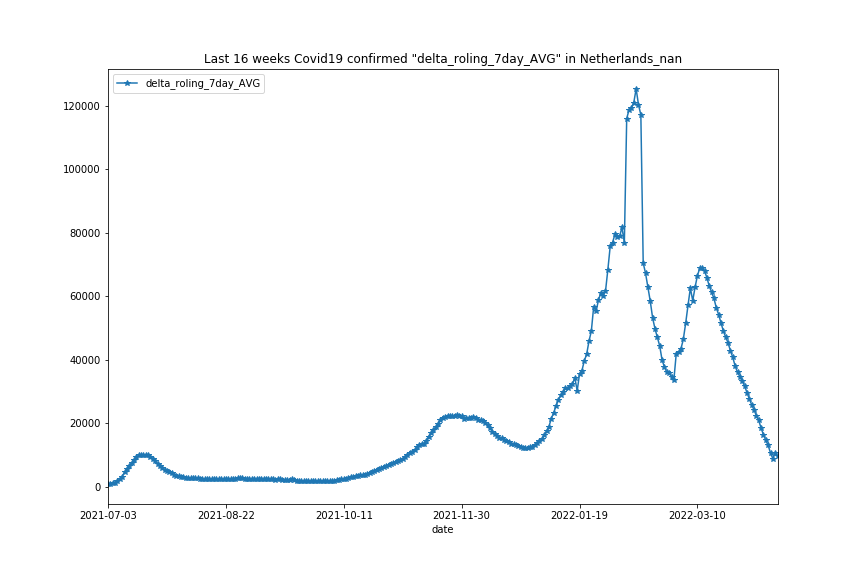 Last 16 weeks Covid19 confirmed "delta_roling_7day_AVG" in Netherlands_nan
delta_roling_7day_AVG
120000
100000
80000
60000
40000
20000
0
2021-07-03 2021-08-22 2021-10-11 2021-11-30 2022-01-19 2022-03-10
date